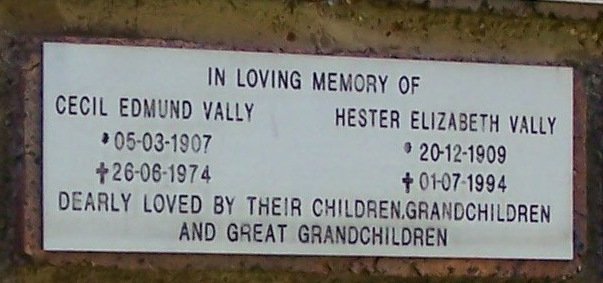 IN LOVING MEMORY OF
CECIL EDMUND VALLY HESTER ELIZABETH VALLY
*05-03-1907 * 20-12-1909
✝26-06-1974 ✝01-07-1994
DEARLY LOVED BY THEIR CHILDREN,GRANDCHILDREN
AND GREAT GRANDCHILDREN